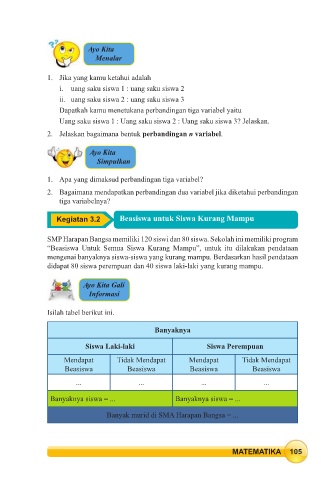 Ayo Kita
Menalar
1. Jika yang kamu ketahui adalah
i. uang saku siswa 1 : uang saku siswa 2
ii. uang saku siswa 2 : uang saku siswa 3
Dapatkah kamu menetukana perbandingan tiga variabel yaitu
Uang saku siswa 1 : Uang saku siswa 2 : Uang saku siswa 3? Jelaskan.
2. Jelaskan bagaimana bentuk perbandingan n variabel.
Ayo Kita
Simpulkan
1. Apa yang dimaksud perbandingan tiga variabel?
2. Bagaimana mendapatkan perbandingan dua variabel jika diketahui perbandingan
tiga variabelnya?
Kegiatan 3.2 Beasiswa untuk Siswa Kurang Mampu
SMP Harapan Bangsa memiliki 120 siswi dan 80 siswa. Sekolah ini memiliki program
“Beasiswa Untuk Semua Siswa Kurang Mampu”, untuk itu dilakukan pendataan
mengenai banyaknya siswa-siswa yang kurang mampu. Berdasarkan hasil pendataan
didapat 80 siswa perempuan dan 40 siswa laki-laki yang kurang mampu.
Ayo Kita Gali
Informasi
Isilah tabel berikut ini.
Banyaknya
Siswa Laki-laki Siswa Perempuan
Mendapat Tidak Mendapat Mendapat Tidak Mendapat
Beasiswa Beasiswa Beasiswa Beasiswa
... ... ... ...
Banyaknya siswa = ... Banyaknya siswa = ...
Banyak murid di SMA Harapan Bangsa = ...
MATEMATIKA 105